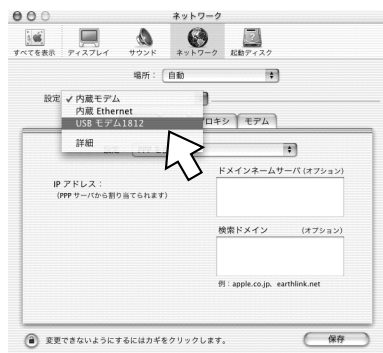 ネットワーク
すべてを表示 ディスプレイ サウンド ネットワーク 起動ディスク
場所： 自動
設定 ✓ 内蔵モデム
内蔵 Ethernet
USB モデム1812
詳細
ロキシ モデム
ドメインネームサーバ (オプション)
IP アドレス：
(PPP サーバから割り当てられます)
検索ドメイン (オプション)
例：apple.co.jp、earthlink.net
変更できないようにするにはカギをクリックします。
保存